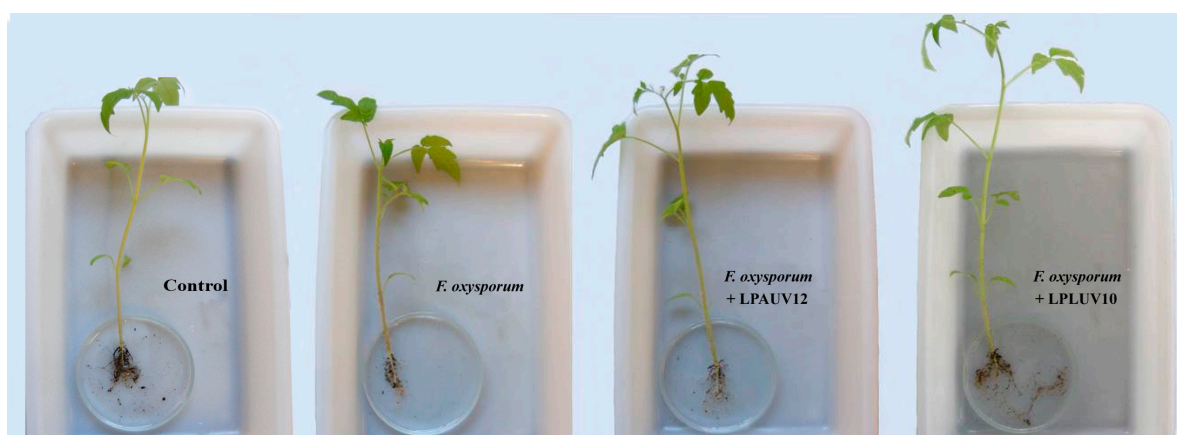 Control
F. oxysporum
F. oxysporum
+ LPAUV12
F. oxysporum
+ LPLUV10